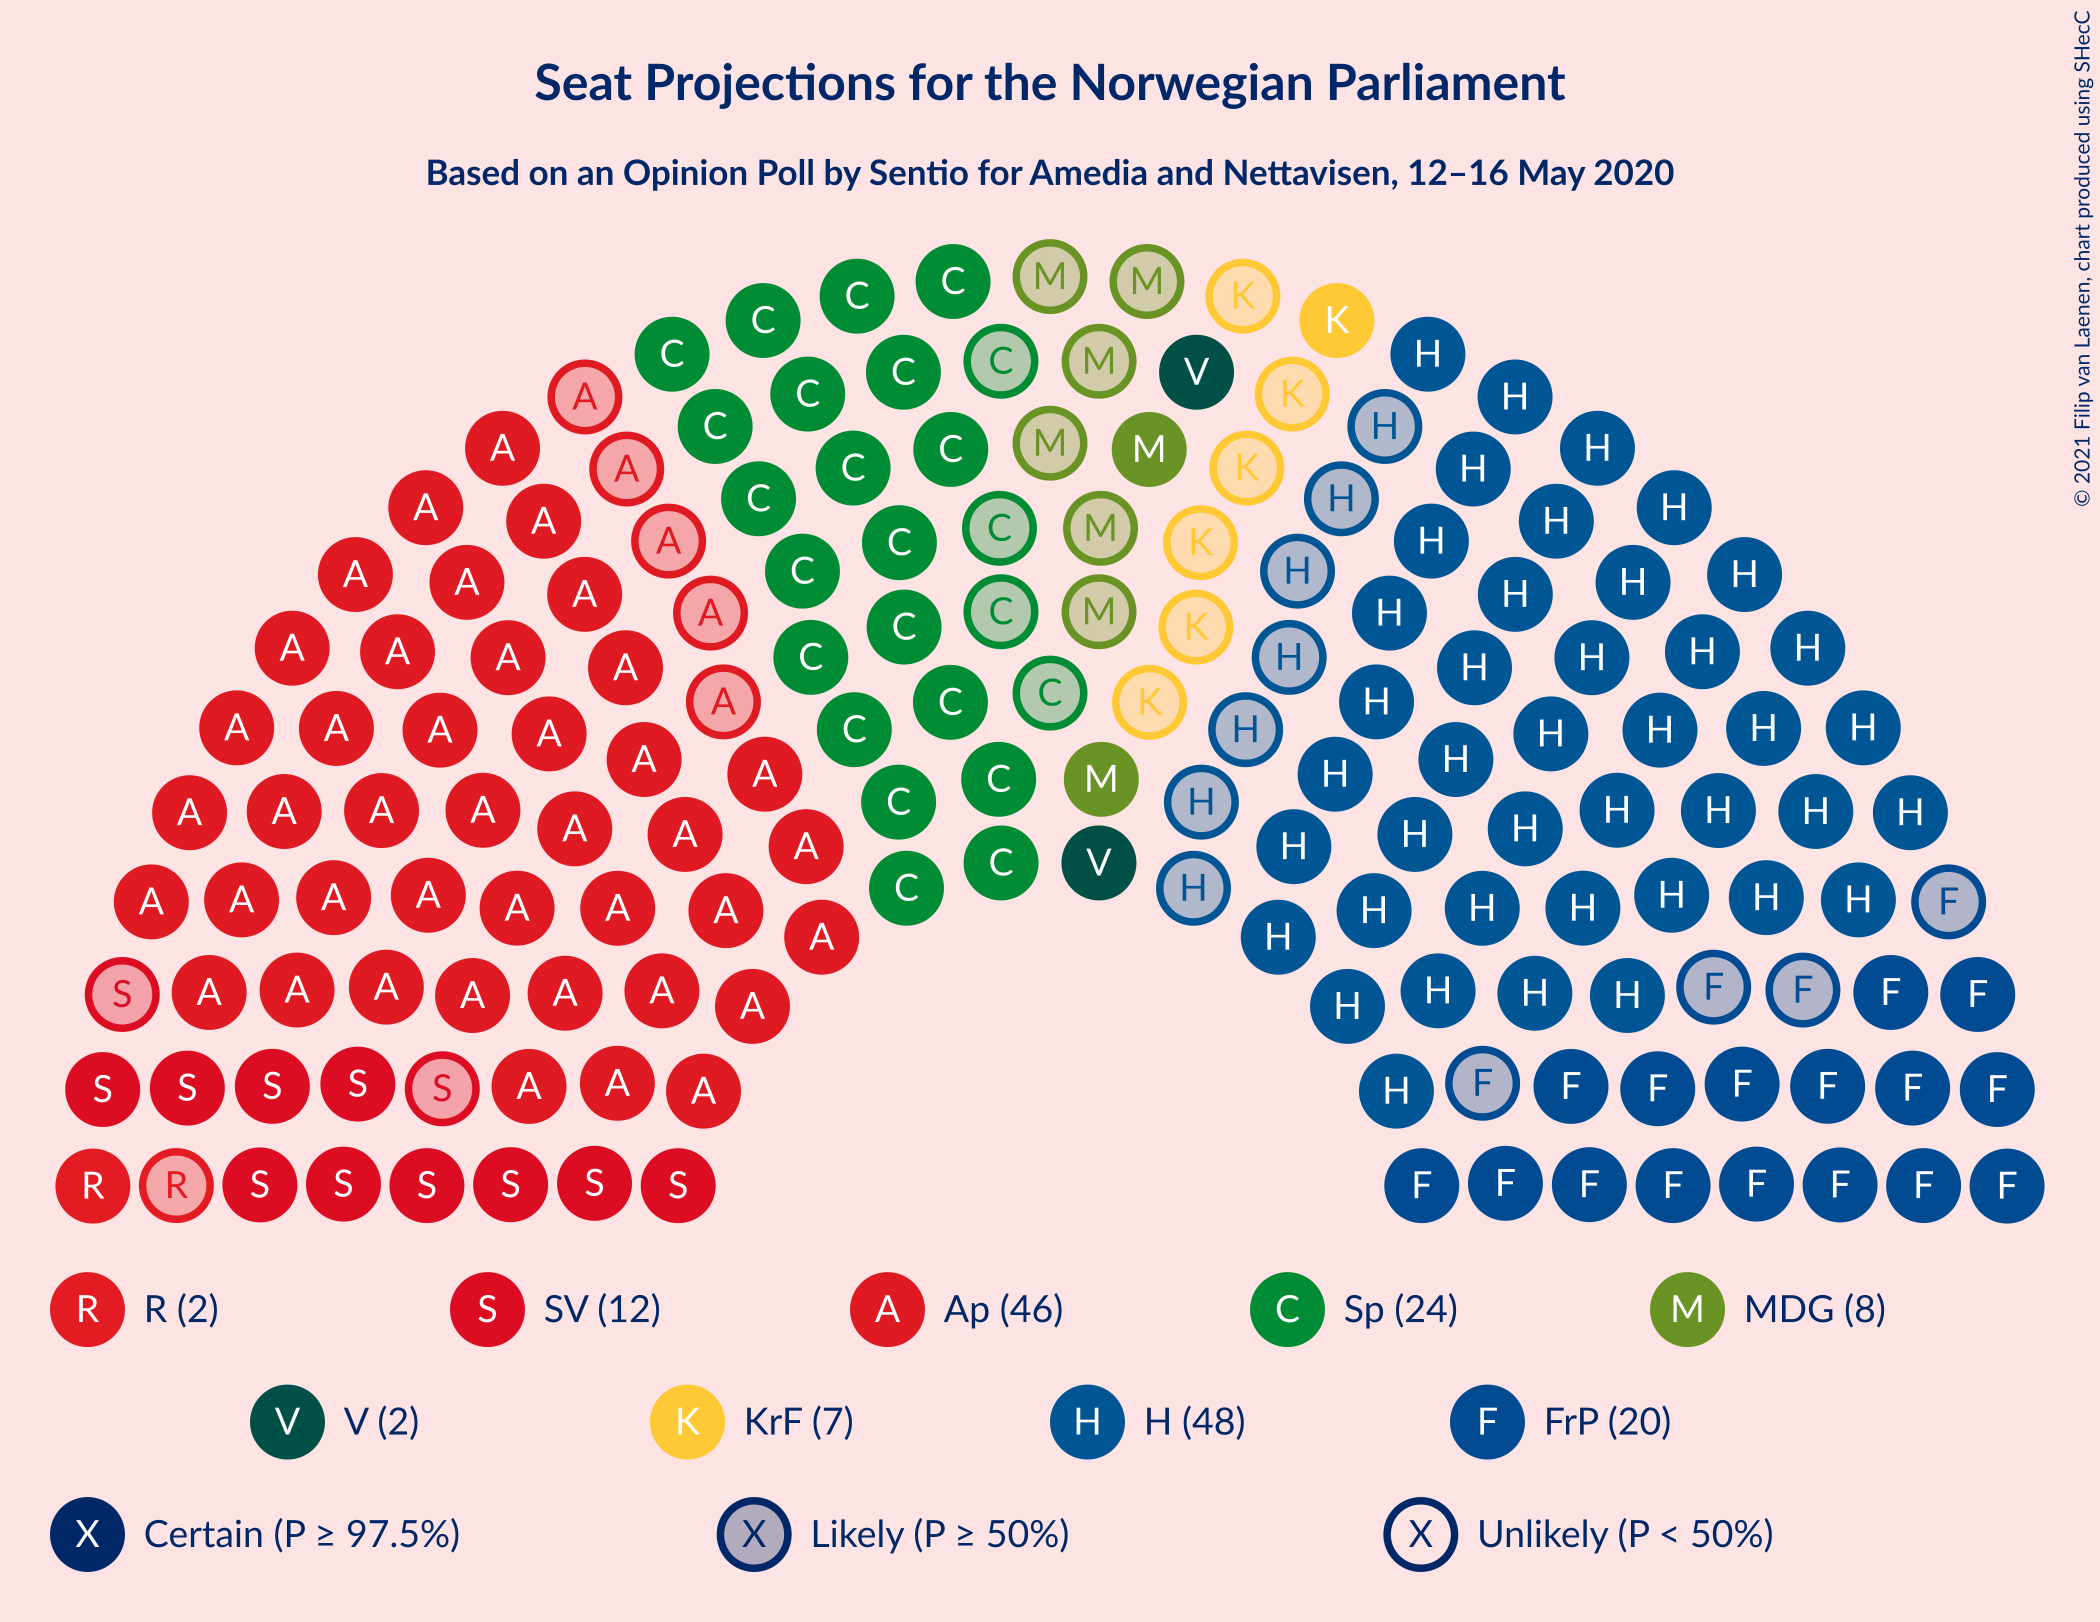 Seat Projections for the Norwegian Parliament
Based on an Opinion Poll by Sentio for Amedia and Nettavisen, 12–16 May 2020
© 2021 Filip van Laenen, chart produced using SHecC
C C M M K K
C C H
C C C M V K H
A C C K H H
A A C C C M M K H H H
A A A C C C M K H H H H
A A A A C C C M K H H H H H
A A A A A C C C K H H H H H H
A A A A A A C C M H H H H H H H
A A A A A A A C C V H H H H H H H H
A A A A A A A A H H H H H H H F
S A A A A A A A H H H H F F F F
S S S S S A A A H F F F F F F F
R R S S S S S S F F F F F F F F
R R (2) S SV (12) A Ap (46) C Sp (24) M MDG (8)
V V (2) K KrF (7) H H (48) F FrP (20)
X Certain (P ≥ 97.5%) X Likely (P ≥ 50%) X Unlikely (P < 50%)